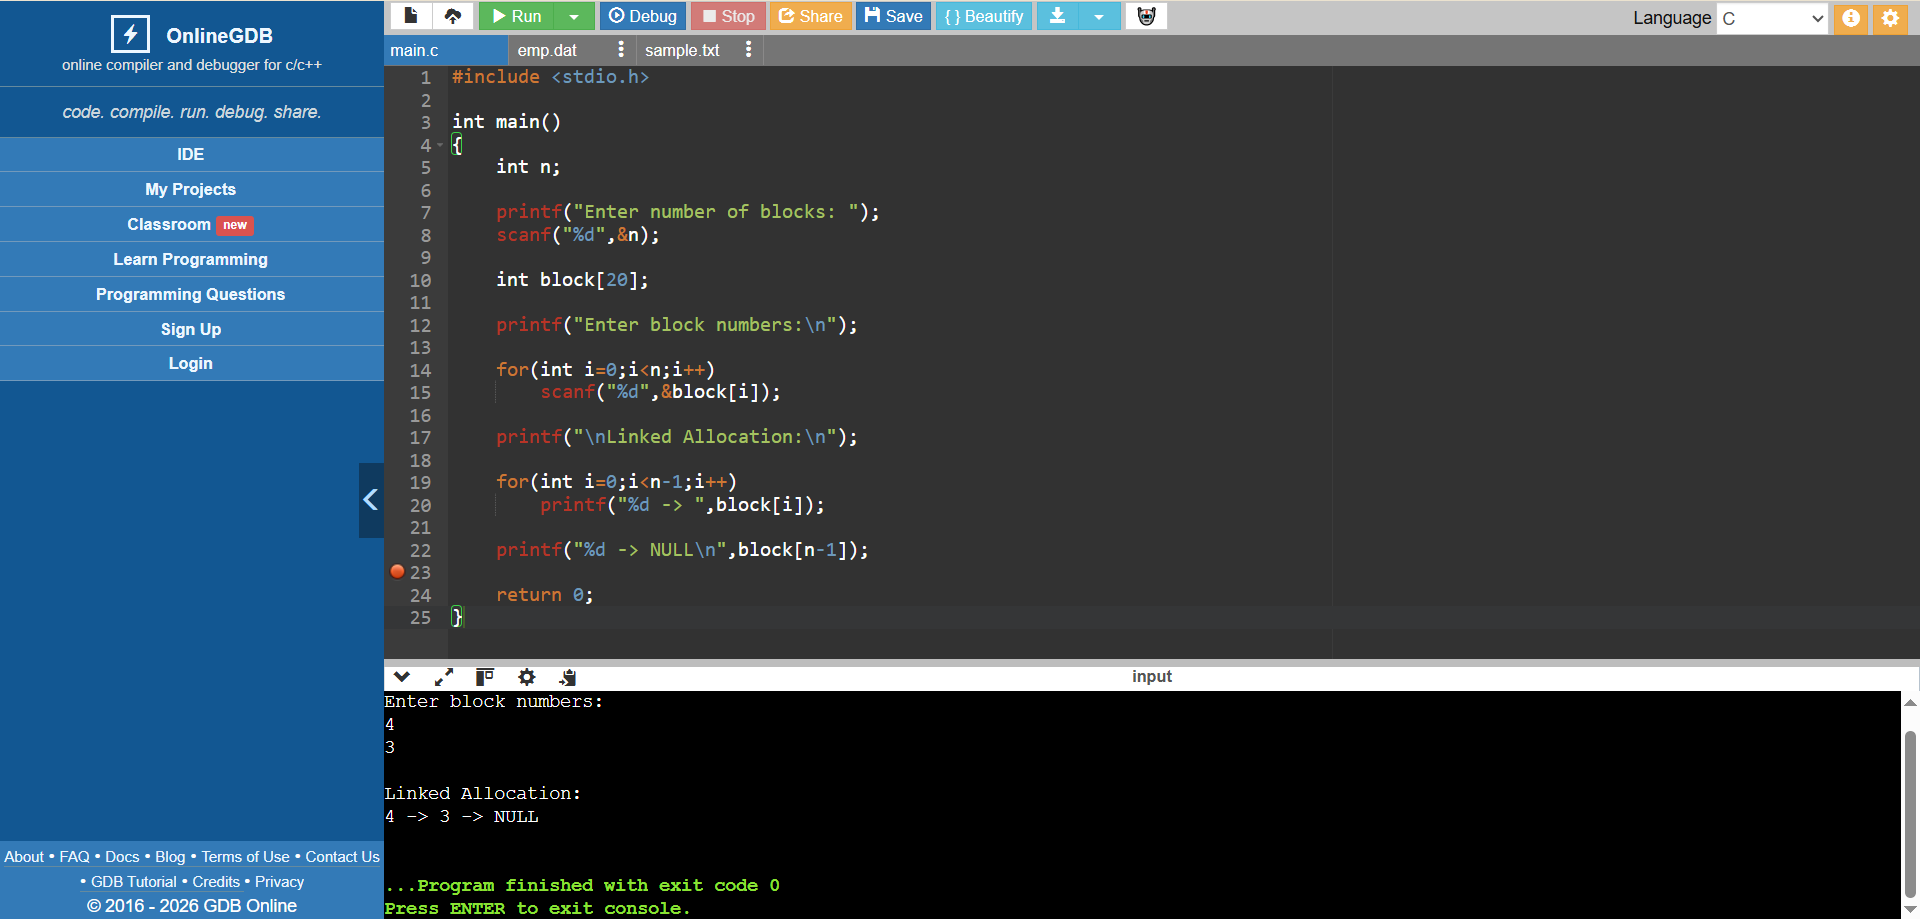 OnlineGDB
online compiler and debugger for c/c++
code. compile. run. debug. share.
IDE
My Projects
Classroom new
Learn Programming
Programming Questions
Sign Up
Login
About • FAQ • Docs • Blog • Terms of Use • Contact Us
• GDB Tutorial • Credits • Privacy
© 2016 - 2026 GDB Online
Run Debug Stop Share Save { } Beautify Language C
main.c emp.dat sample.txt
1 #include <stdio.h>
2
3 int main()
4 {
5     int n;
6
7     printf("Enter number of blocks: ");
8     scanf("%d",&n);
9
10     int block[20];
11
12     printf("Enter block numbers:\n");
13
14     for(int i=0;i<n;i++)
15         scanf("%d",&block[i]);
16
17     printf("\nLinked Allocation:\n");
18
19     for(int i=0;i<n-1;i++)
20         printf("%d -> ",block[i]);
21
22     printf("%d -> NULL\n",block[n-1]);
23
24     return 0;
25 }
input
Enter block numbers:
4
3
Linked Allocation:
4 -> 3 -> NULL
...Program finished with exit code 0
Press ENTER to exit console.